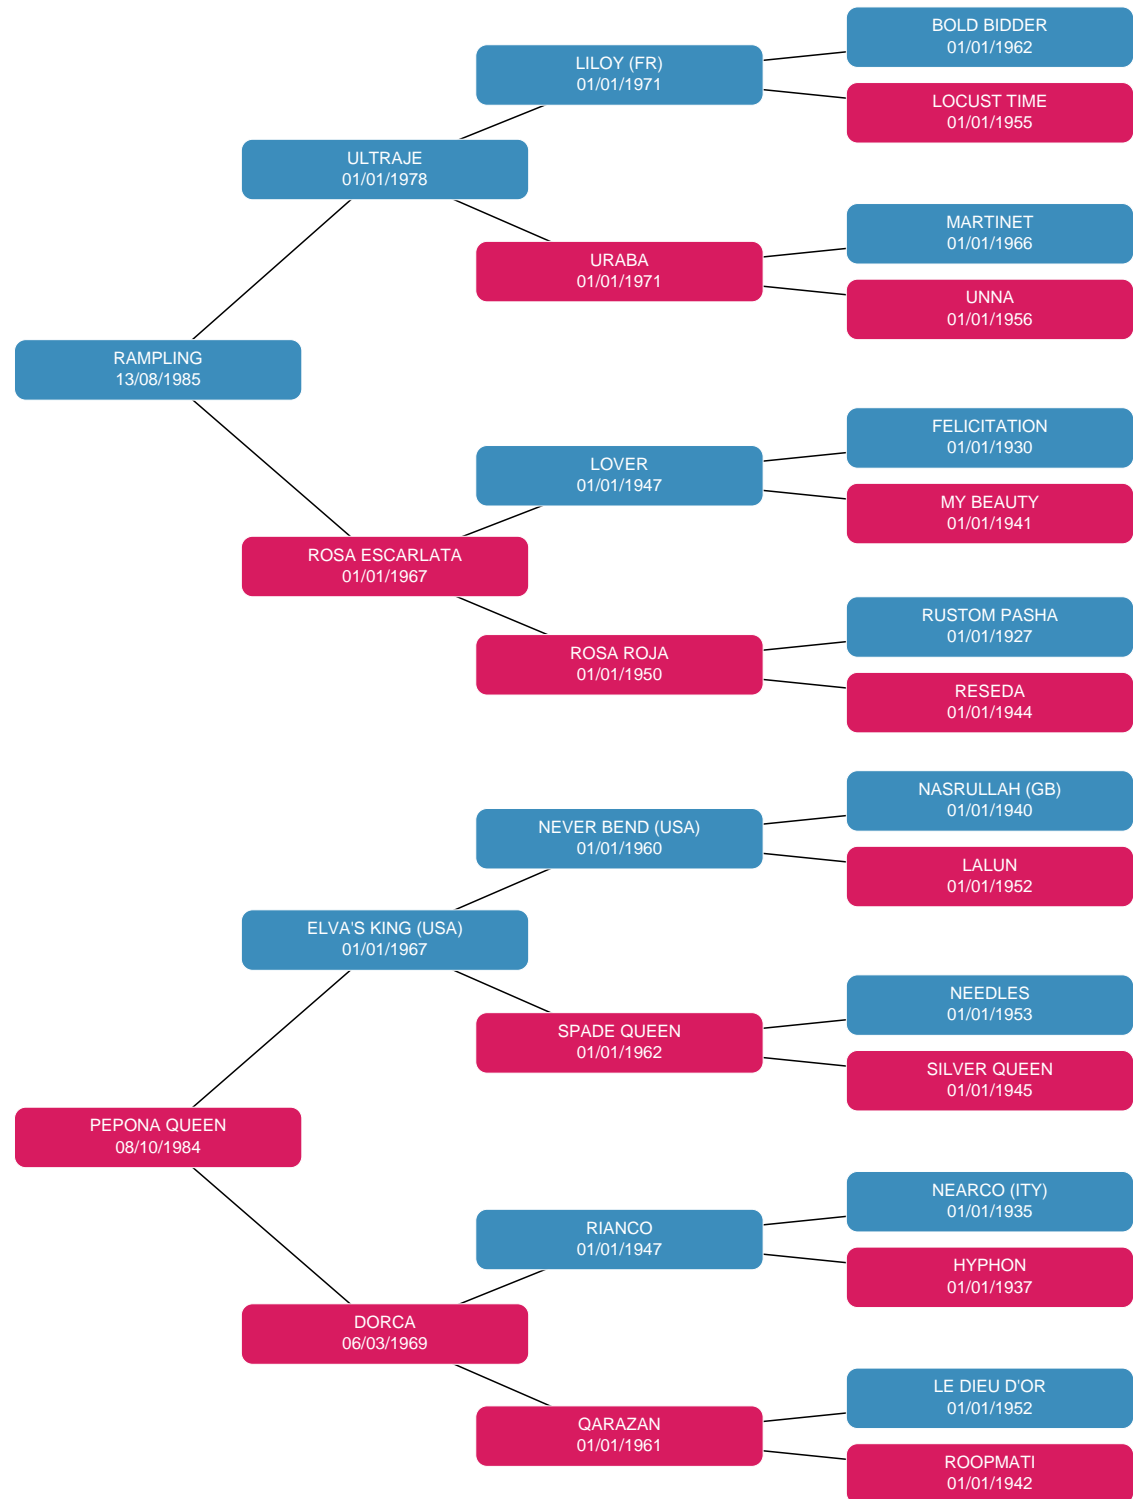 BOLD BIDDER
01/01/1962
LILOY (FR)
01/01/1971
LOCUST TIME
01/01/1955
ULTRAJE
01/01/1978
MARTINET
01/01/1966
URABA
01/01/1971
UNNA
01/01/1956
RAMPLING
13/08/1985
FELICITATION
01/01/1930
LOVER
01/01/1947
MY BEAUTY
01/01/1941
ROSA ESCARLATA
01/01/1967
RUSTOM PASHA
01/01/1927
ROSA ROJA
01/01/1950
RESEDA
01/01/1944
NASRULLAH (GB)
01/01/1940
NEVER BEND (USA)
01/01/1960
LALUN
01/01/1952
ELVA'S KING (USA)
01/01/1967
NEEDLES
01/01/1953
SPADE QUEEN
01/01/1962
SILVER QUEEN
01/01/1945
PEPONA QUEEN
08/10/1984
NEARCO (ITY)
01/01/1935
RIANCO
01/01/1947
HYPHON
01/01/1937
DORCA
06/03/1969
LE DIEU D'OR
01/01/1952
QARAZAN
01/01/1961
ROOPMATI
01/01/1942